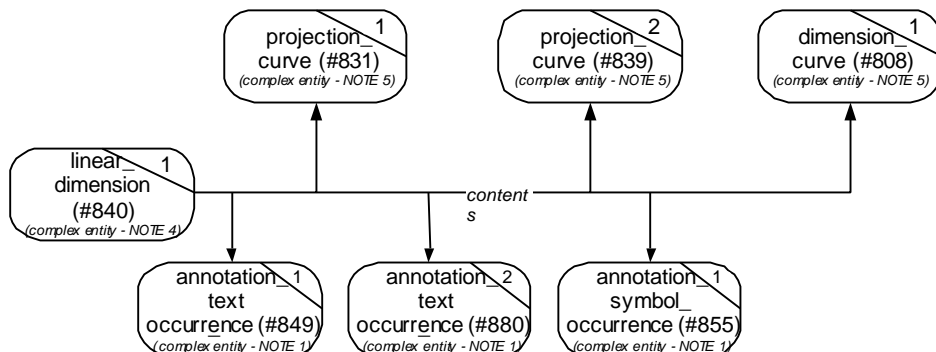 projection_ 1
curve (#831)
(complex entity - NOTE 5)
projection_ 2
curve (#839)
(complex entity - NOTE 5)
dimension_ 1
curve (#808)
(complex entity - NOTE 5)
linear_ 1
dimension
(#840)
(complex entity - NOTE 4)
content
s
annotation_ 1
text_
occurrence (#849)
(complex entity - NOTE 1)
annotation_ 2
text_
occurrence (#880)
(complex entity - NOTE 1)
annotation_ 1
symbol_
occurrence (#855)
(complex entity - NOTE 1)